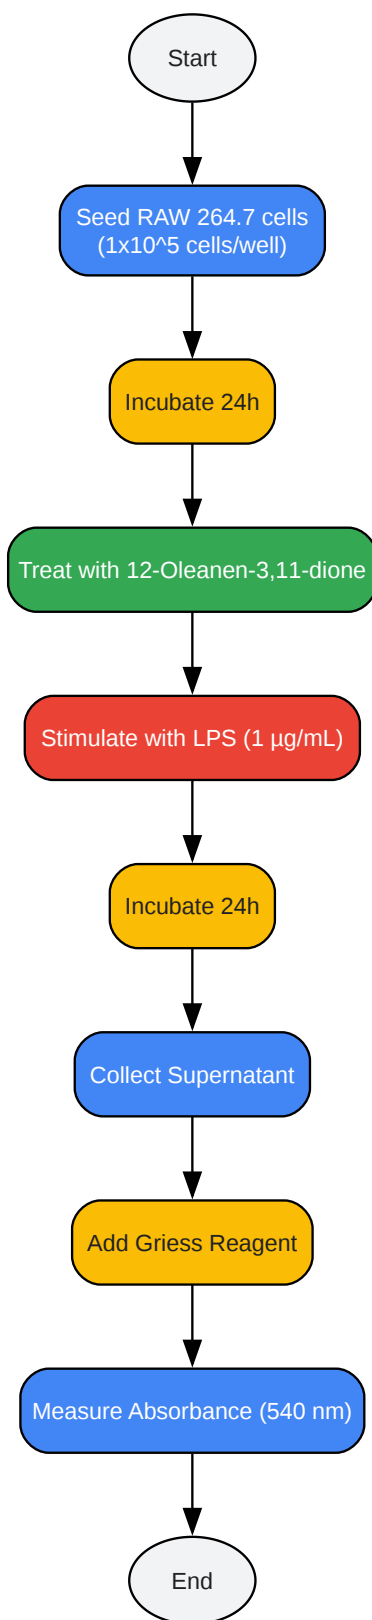 Start
Seed RAW 264.7 cells
(1x10^5 cells/well)
Incubate 24h
Treat with 12-Oleanen-3,11-dione
Stimulate with LPS (1 µg/mL)
Incubate 24h
Collect Supernatant
Add Griess Reagent
Measure Absorbance (540 nm)
End